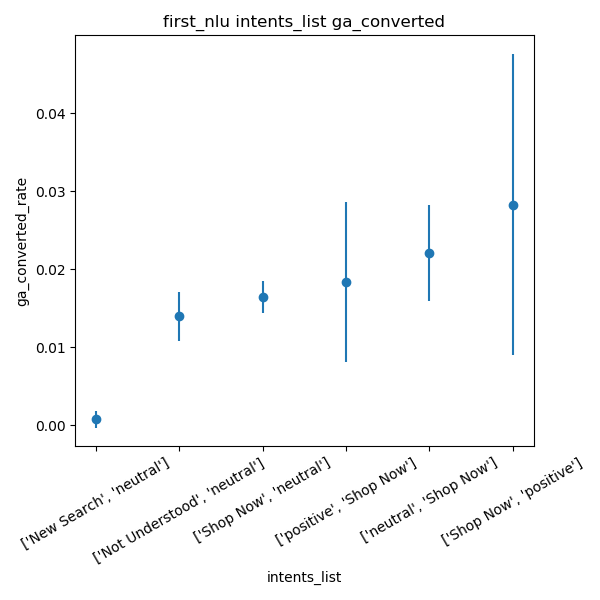 first_nlu intents_list ga_converted
ga_converted_rate
0.04
0.03
0.02
0.01
0.00
['New Search', 'neutral']
['Not Understood', 'neutral']
['Shop Now', 'neutral']
['positive', 'Shop Now']
['neutral', 'Shop Now']
['Shop Now', 'positive']
intents_list